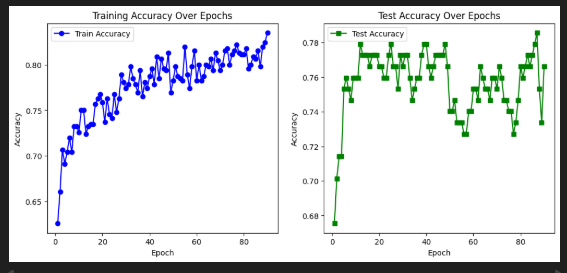 Training Accuracy Over Epochs
Train Accuracy
Accuracy
0.80
0.75
0.70
0.65
0 20 40 60 80
Epoch
Test Accuracy Over Epochs
Test Accuracy
Accuracy
0.78
0.76
0.74
0.72
0.70
0.68
0 20 40 60 80
Epoch